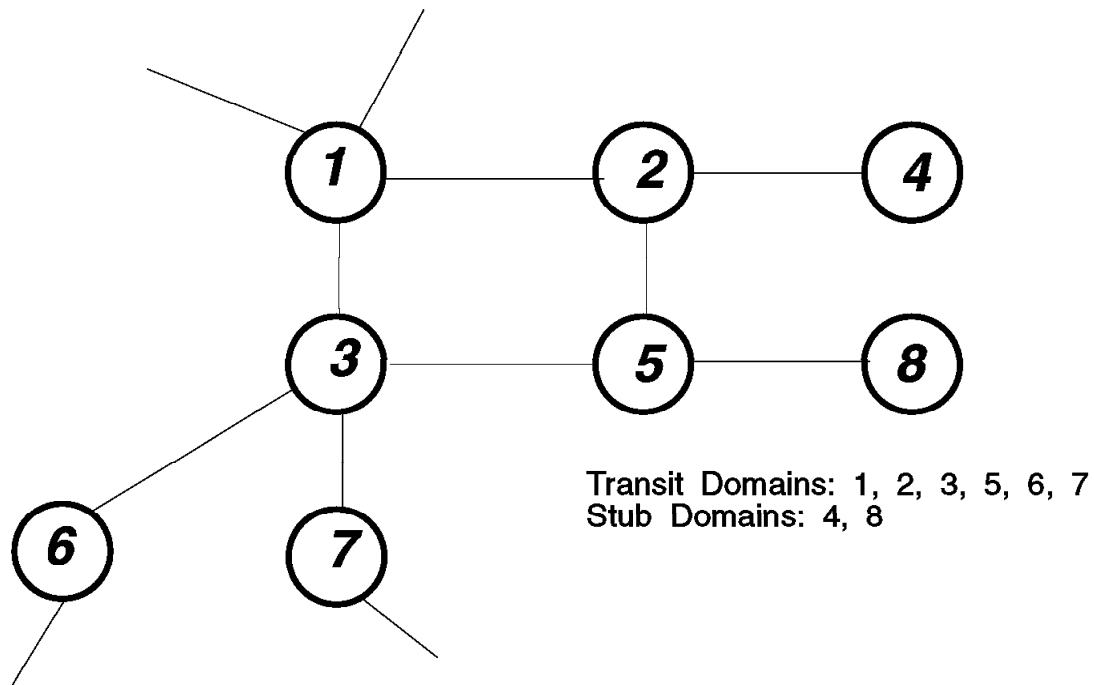 1 2 4
3 5 8
Transit Domains: 1, 2, 3, 5, 6, 7
Stub Domains: 4, 8
6 7